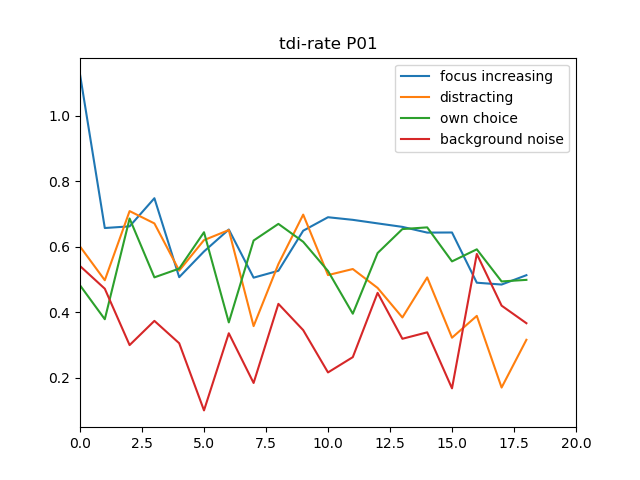 tdi-rate P01
focus increasing
distracting
own choice
background noise
1.0
0.8
0.6
0.4
0.2
0.0 2.5 5.0 7.5 10.0 12.5 15.0 17.5 20.0